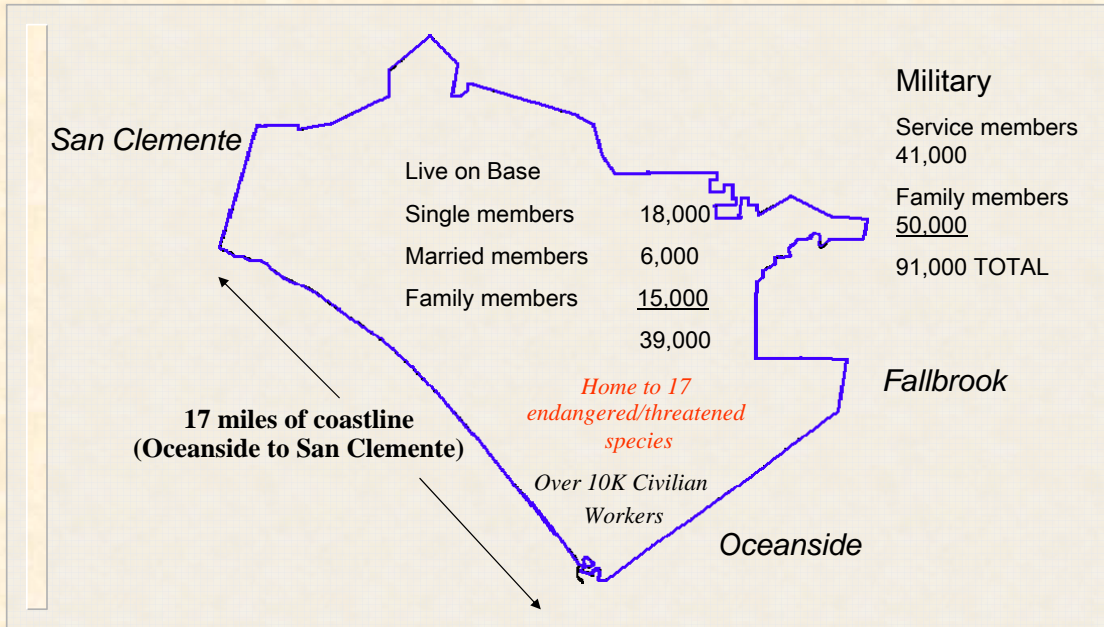 San Clemente
Live on Base
Single members 18,000
Married members 6,000
Family members 15,000
39,000
Home to 17
endangered/threatened
species
Over 10K Civilian
Workers
17 miles of coastline
(Oceanside to San Clemente)
Military
Service members
41,000
Family members
50,000
91,000 TOTAL
Fallbrook
Oceanside